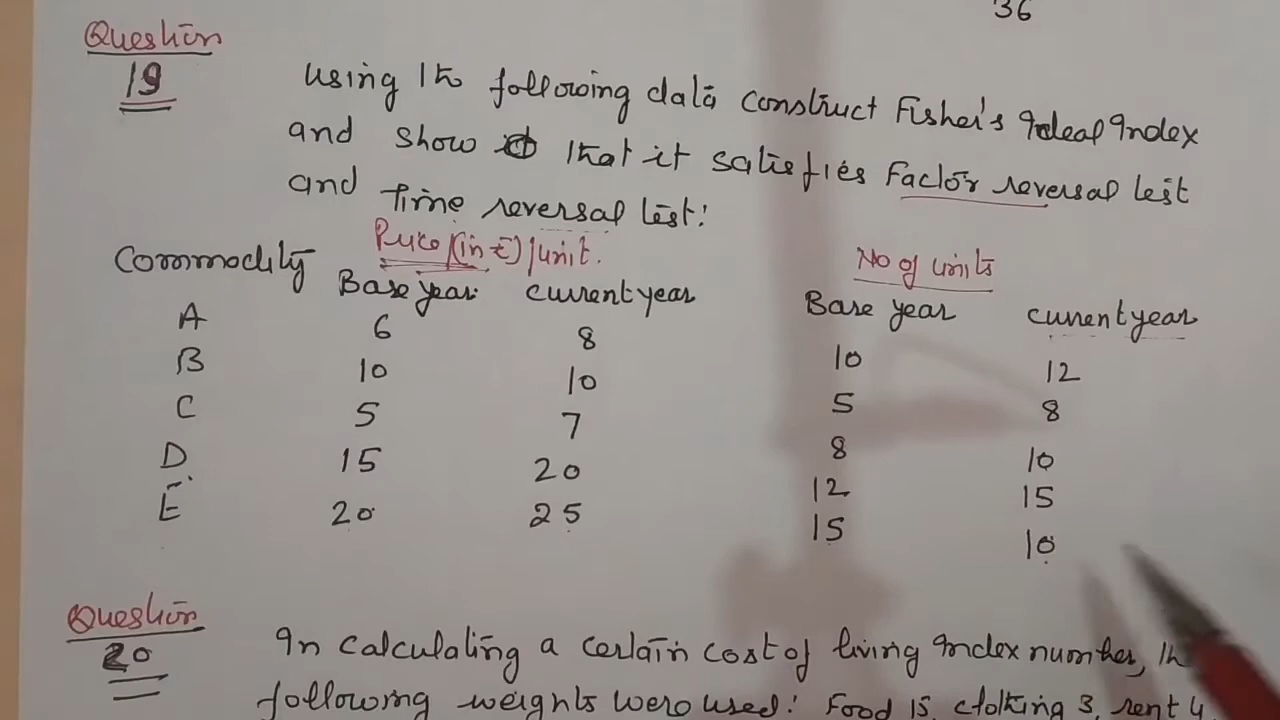 36
Question
19
Using the following data construct Fisher's Ideal Index
and show that it satisfies Factor reversal test
and Time reversal test:
Commodity Price (in ₹)/unit. No of units
Base year Current year Base year Current year
A 6 8 10 12
B 10 10 5 8
C 5 7 8 10
D 15 20 12 15
E 20 25 15 10
Question
20
In calculating a certain cost of living Index number, the
following weights were used: Food 15, clothing 3, rent 4